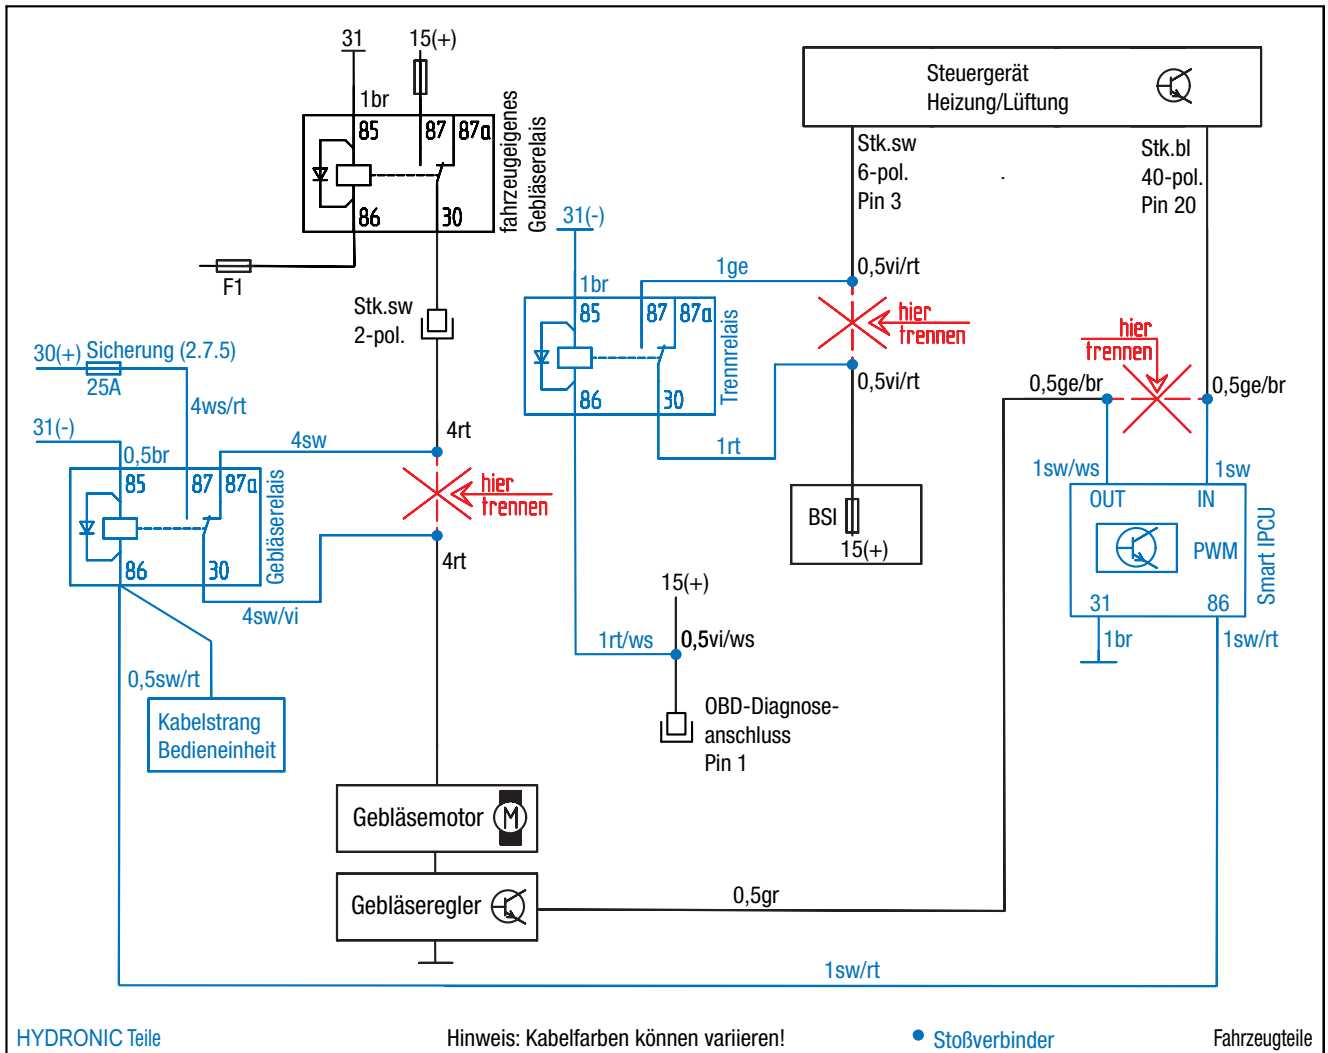 31
15(+)
1br
85
87
87a
86
30
fahrzeugeigenes
Gebläserelais
F1
Stk.sw
2-pol.
Steuergerät
Heizung/Lüftung
Stk.sw
6-pol.
Pin 3
Stk.bl
40-pol.
Pin 20
31(-)
1ge
0,5vi/rt
1br
85
87
87a
86
30
Trennrelais
hier
trennen
0,5vi/rt
1rt
hier
trennen
0,5ge/br
0,5ge/br
30(+)
Sicherung (2.7.5)
25A
4ws/rt
31(-)
0,5br
4sw
4rt
85
87
87a
86
30
Gebläserelais
hier
trennen
4rt
4sw/vi
0,5sw/rt
Kabelstrang
Bedieneinheit
BSI
15(+)
15(+)
1rt/ws
0,5vi/ws
OBD-Diagnose-
anschluss
Pin 1
1sw/ws
1sw
OUT
IN
PWM
31
86
Smart IPCU
1br
1sw/rt
Gebläsemotor
M
Gebläseregler
0,5gr
1sw/rt
HYDRONIC Teile
Hinweis: Kabelfarben können variieren!
Stoßverbinder
Fahrzeugteile